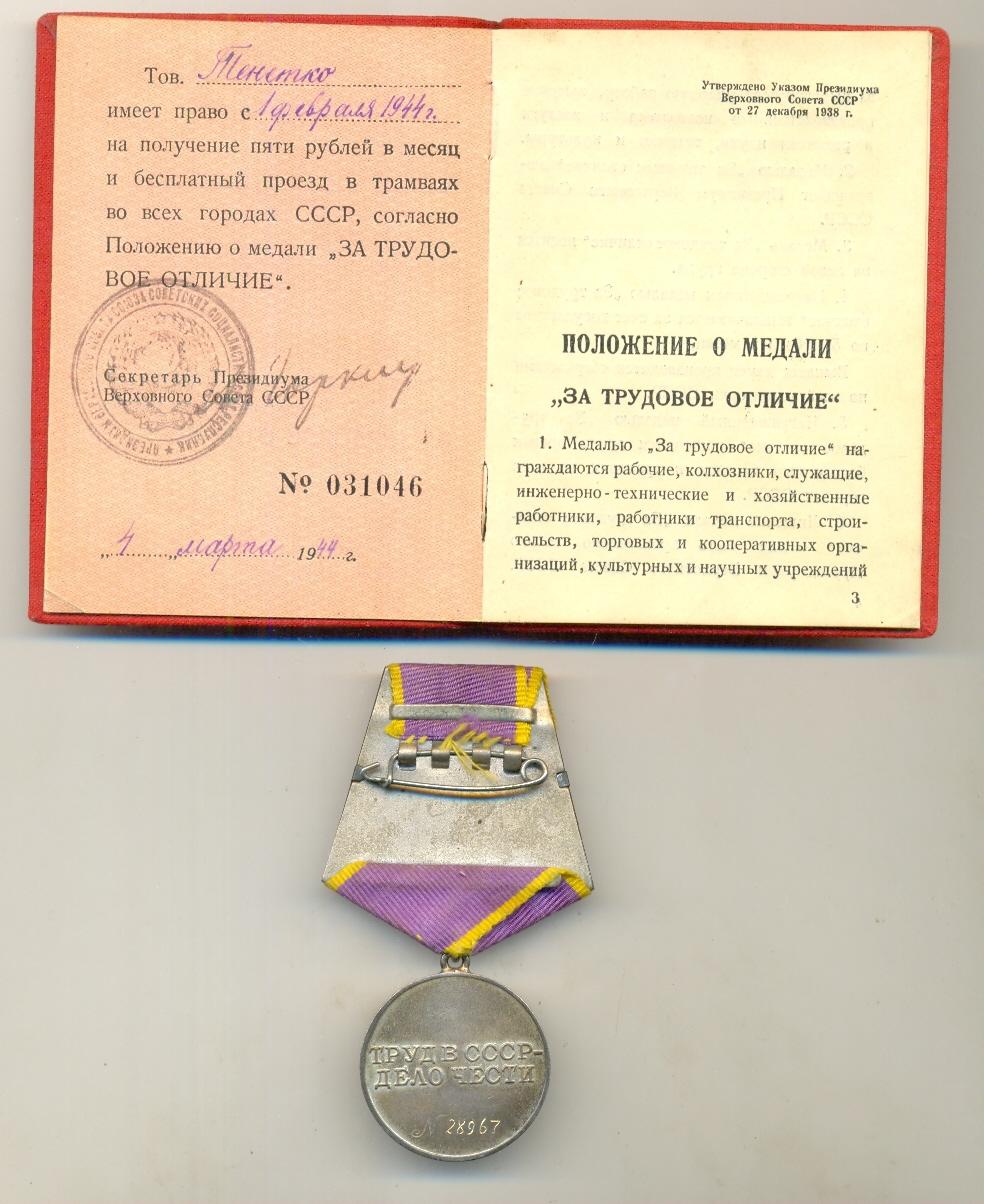 Тов. Тенетко
имеет право с 1 февраля 1944 г.
на получение пяти рублей в месяц
и бесплатный проезд в трамваях
во всех городах СССР, согласно
Положению о медали „ЗА ТРУДО-
ВОЕ ОТЛИЧИЕ“.
Секретарь Президиума
Верховного Совета СССР
№ 031046
„4 „ марта 1944 г.
Утверждено Указом Президиума
Верховного Совета СССР
от 27 декабря 1938 г.
ПОЛОЖЕНИЕ О МЕДАЛИ
„ЗА ТРУДОВОЕ ОТЛИЧИЕ“
1. Медалью „За трудовое отличие“ на-
граждаются рабочие, колхозники, служащие,
инженерно-технические и хозяйственные
работники, работники транспорта, строи-
тельств, торговых и кооперативных орга-
низаций, культурных и научных учреждений
3
ТРУД В СССР-
ДЕЛО ЧЕСТИ
N 28967